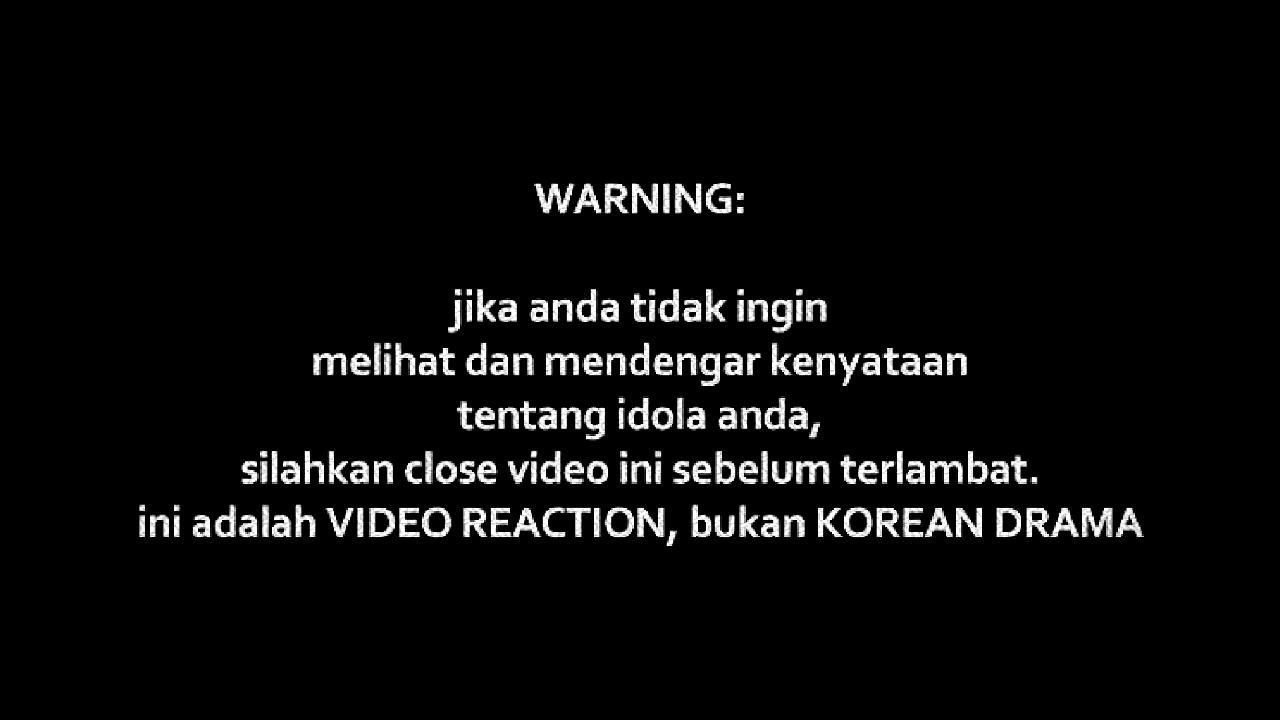 WARNING:
jika anda tidak ingin
melihat dan mendengar kenyataan
tentang idola anda,
silahkan close video ini sebelum terlambat.
ini adalah VIDEO REACTION, bukan KOREAN DRAMA